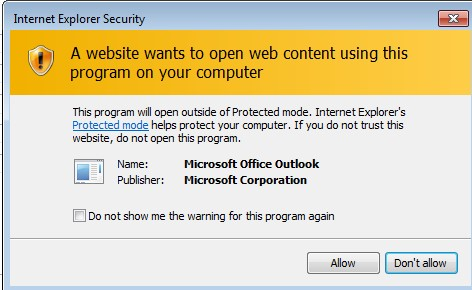 Internet Explorer Security
A website wants to open web content using this
program on your computer
This program will open outside of Protected mode. Internet Explorer's
Protected mode helps protect your computer. If you do not trust this
website, do not open this program.
Name: Microsoft Office Outlook
Publisher: Microsoft Corporation
Do not show me the warning for this program again
Allow Don't allow